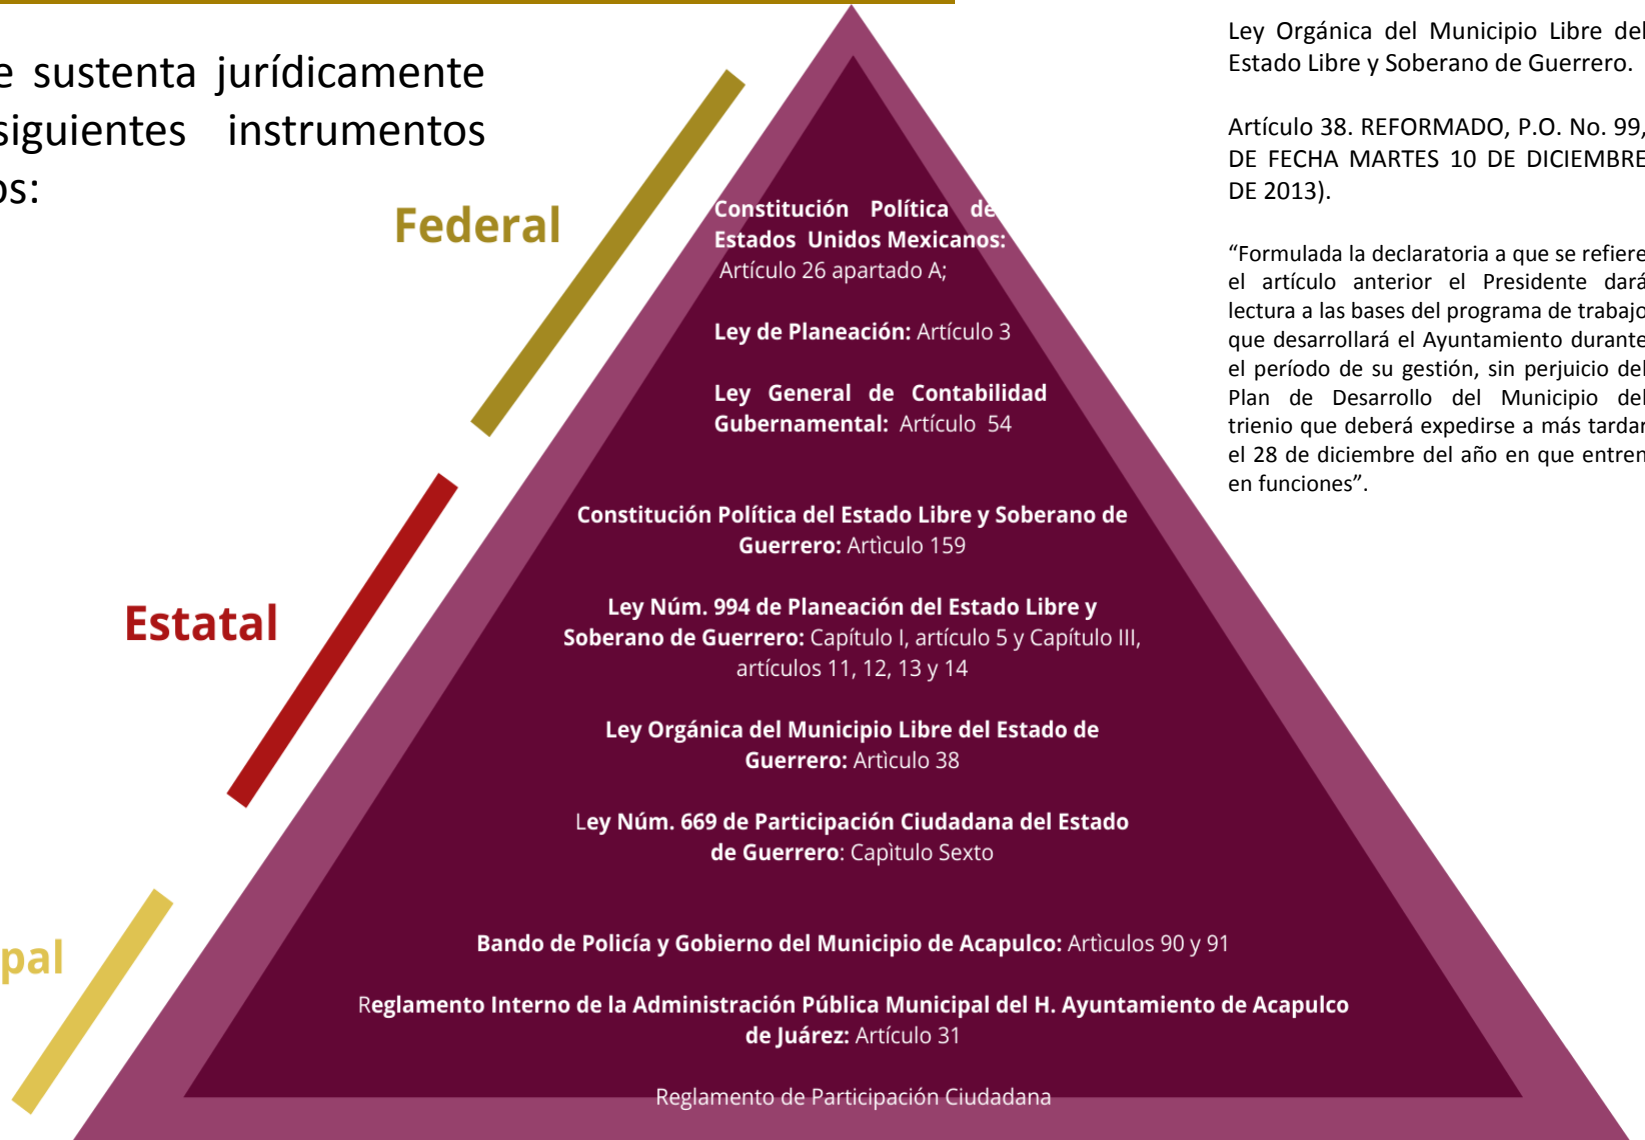 e sustenta jurídicamente
siguientes instrumentos
os:
Federal
Constitución Política de
Estados Unidos Mexicanos:
Artículo 26 apartado A;
Ley de Planeación: Artículo 3
Ley General de Contabilidad
Gubernamental: Artículo 54
Estatal
Constitución Política del Estado Libre y Soberano de
Guerrero: Artìculo 159
Ley Núm. 994 de Planeación del Estado Libre y
Soberano de Guerrero: Capítulo I, artículo 5 y Capítulo III,
artículos 11, 12, 13 y 14
Ley Orgánica del Municipio Libre del Estado de
Guerrero: Artìculo 38
Ley Núm. 669 de Participación Ciudadana del Estado
de Guerrero: Capìtulo Sexto
pal
Bando de Policía y Gobierno del Municipio de Acapulco: Artìculos 90 y 91
Reglamento Interno de la Administración Pública Municipal del H. Ayuntamiento de Acapulco
de Juárez: Artículo 31
Reglamento de Participación Ciudadana
Ley Orgánica del Municipio Libre del
Estado Libre y Soberano de Guerrero.
Artículo 38. REFORMADO, P.O. No. 99,
DE FECHA MARTES 10 DE DICIEMBRE
DE 2013).
“Formulada la declaratoria a que se refiere
el artículo anterior el Presidente dará
lectura a las bases del programa de trabajo
que desarrollará el Ayuntamiento durante
el período de su gestión, sin perjuicio del
Plan de Desarrollo del Municipio del
trienio que deberá expedirse a más tardar
el 28 de diciembre del año en que entren
en funciones”.